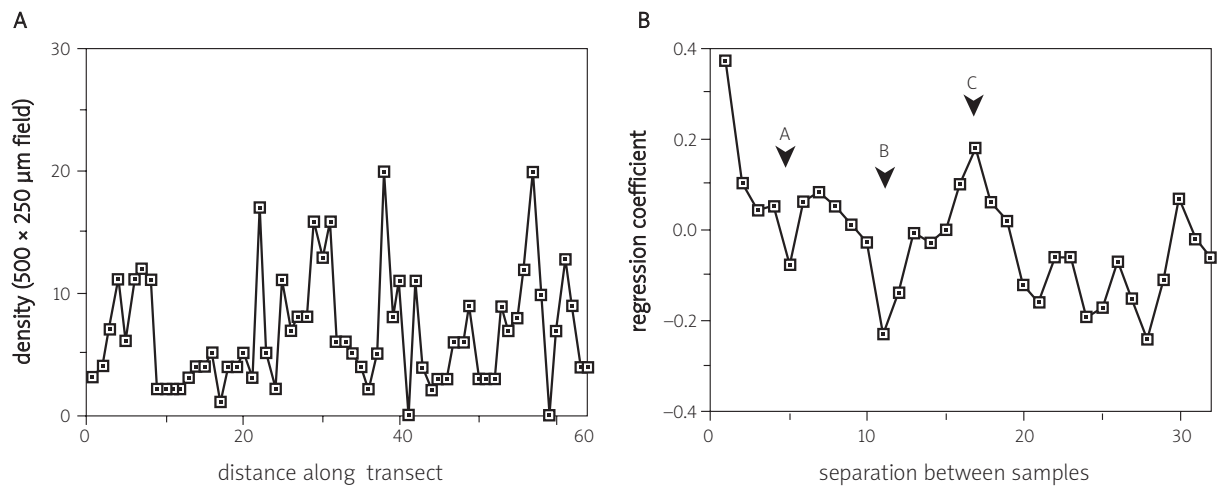 A
30
20
10
0
0
20
40
60
density (500 × 250 µm field)
distance along transect
B
0.4
0.2
0.0
–0.2
–0.4
0
10
20
30
A
B
C
regression coefficient
separation between samples